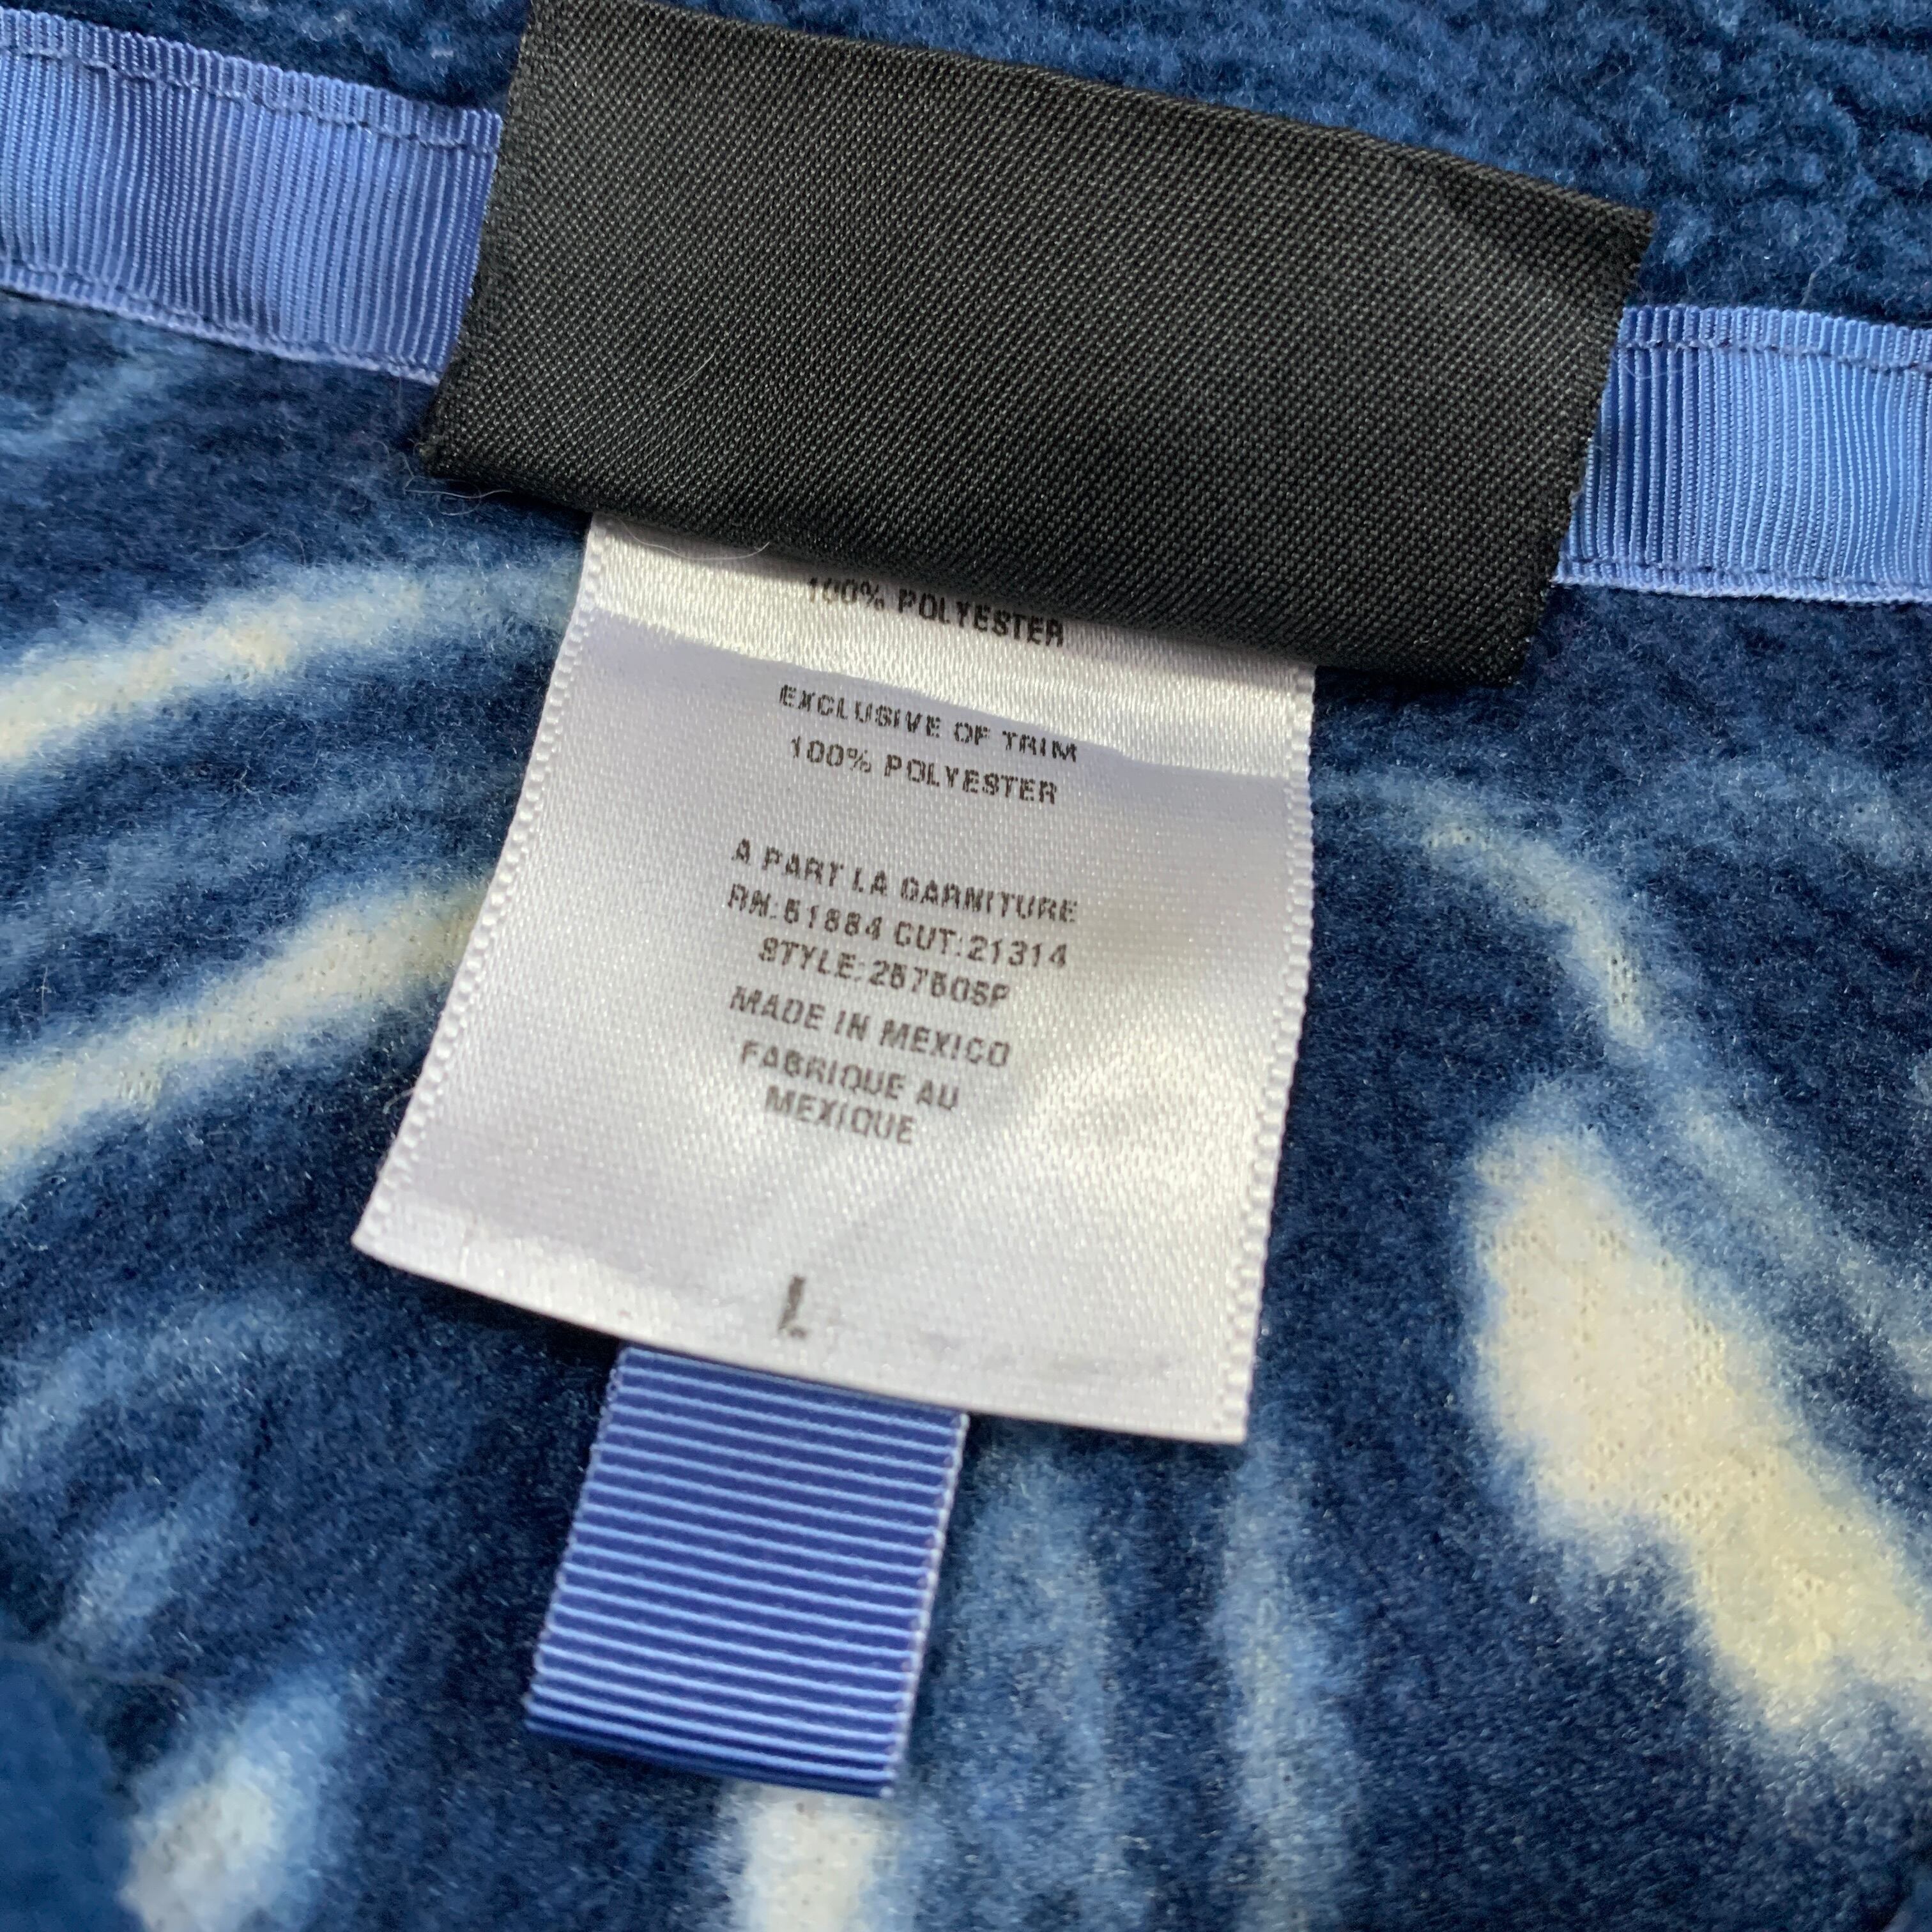 100% POLYESTER
EXCLUSIVE OF TRIM
100% POLYESTER
A PART LA GARNITURE
RN:51884 CUT:21314
STYLE:25750SP
MADE IN MEXICO
FABRIQUE AU
MEXIQUE
L